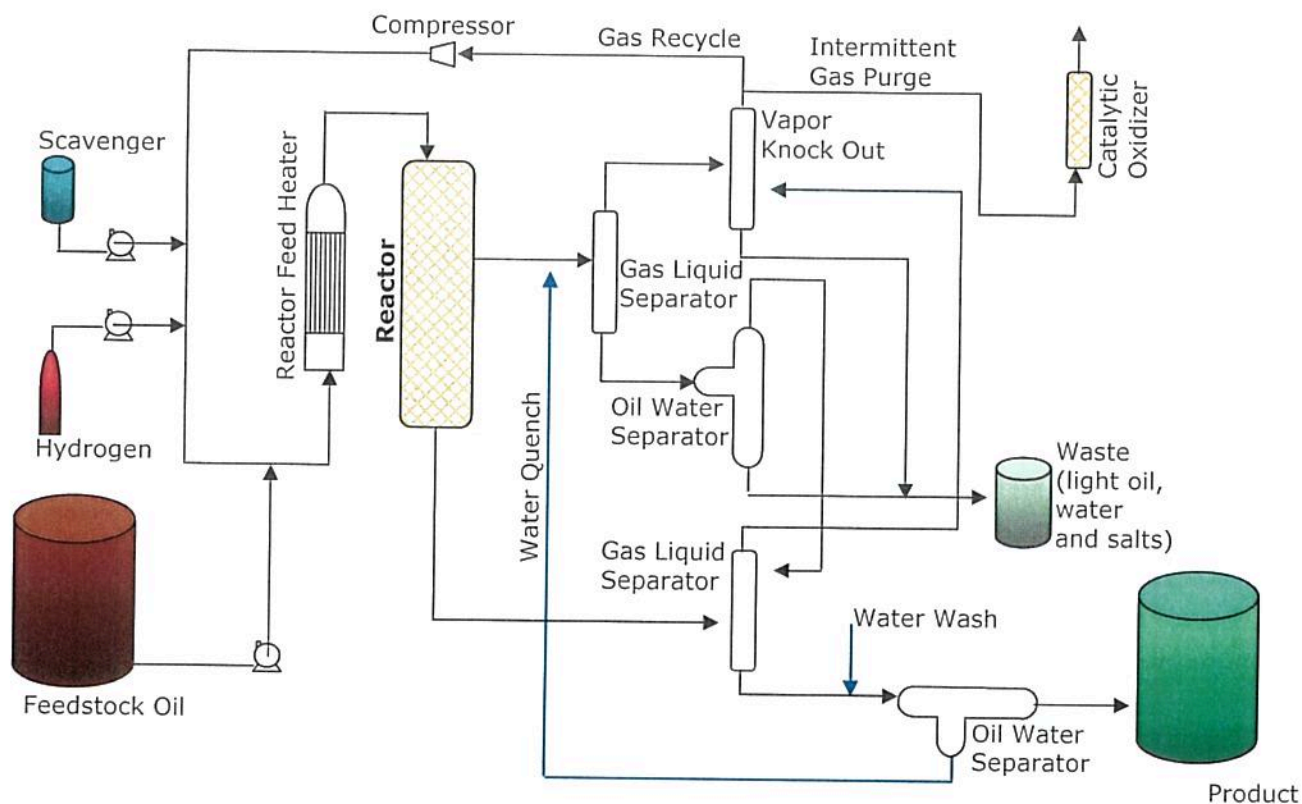 Compressor
Gas Recycle
Intermittent
Gas Purge
Catalytic
Oxidizer
Scavenger
Reactor Feed Heater
Reactor
Vapor
Knock Out
Gas Liquid
Separator
Hydrogen
Oil Water
Separator
Water Quench
Waste
(light oil,
water
and salts)
Gas Liquid
Separator
Water Wash
Feedstock Oil
Oil Water
Separator
Product